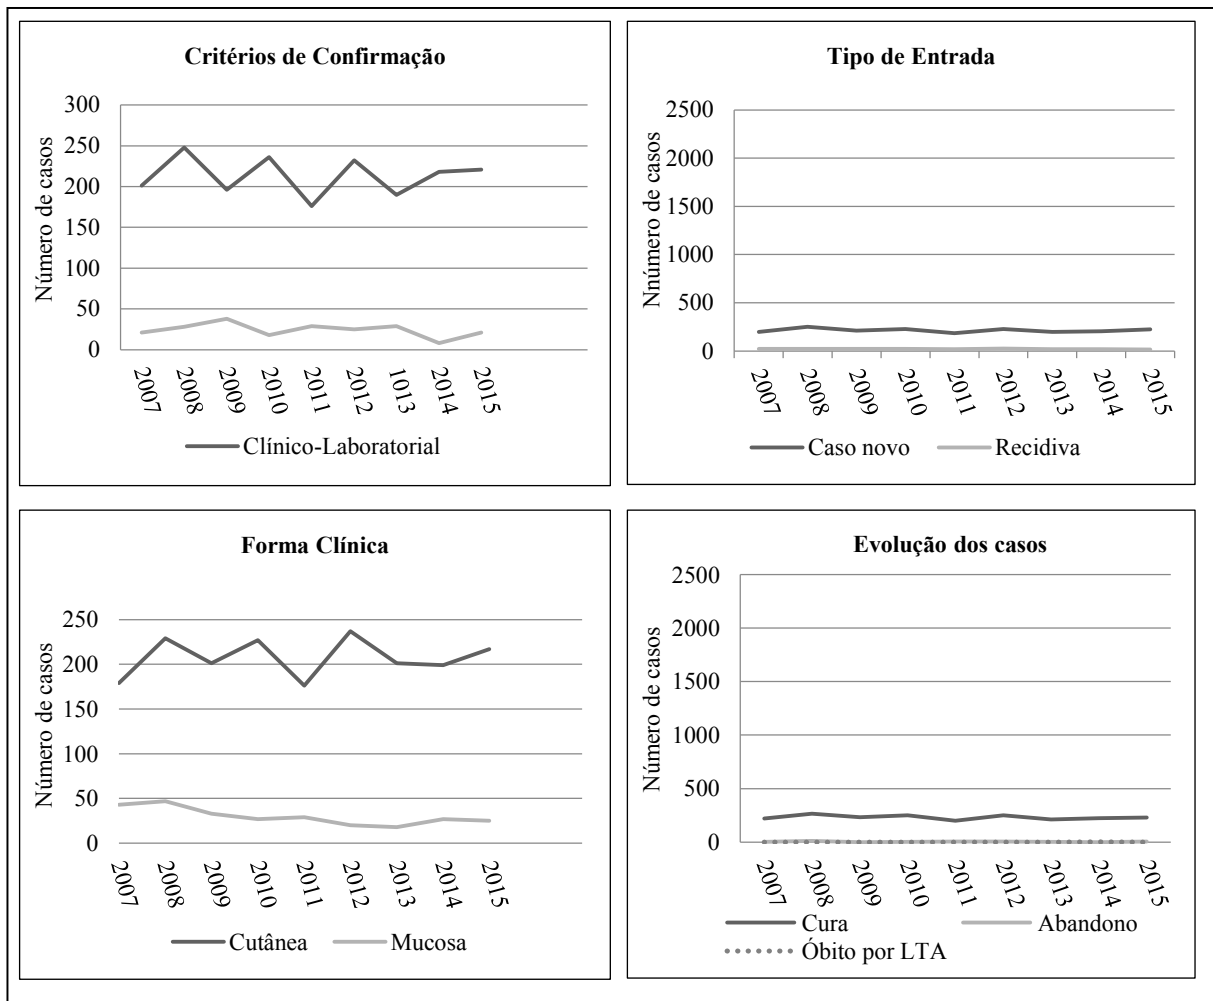 Critérios de Confirmação
Número de casos
300
250
200
150
100
50
0
2007 2008 2009 2010 2011 2012 1013 2014 2015
Clínico-Laboratorial
Tipo de Entrada
Nnúmero de casos
2500
2000
1500
1000
500
0
2007 2008 2009 2010 2011 2012 2013 2014 2015
Caso novo Recidiva
Forma Clínica
Número de casos
250
200
150
100
50
0
2007 2008 2009 2010 2011 2012 2013 2014 2015
Cutânea Mucosa
Evolução dos casos
Número de casos
2500
2000
1500
1000
500
0
2007 2008 2009 2010 2011 2012 2013 2014 2015
Cura Abandono
Óbito por LTA